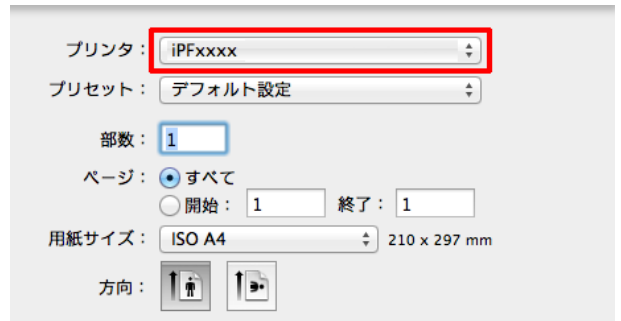 プリンタ： iPFxxxx
プリセット： デフォルト設定
部数： 1
ページ： すべて
開始： 1 終了： 1
用紙サイズ： ISO A4 210 x 297 mm
方向：